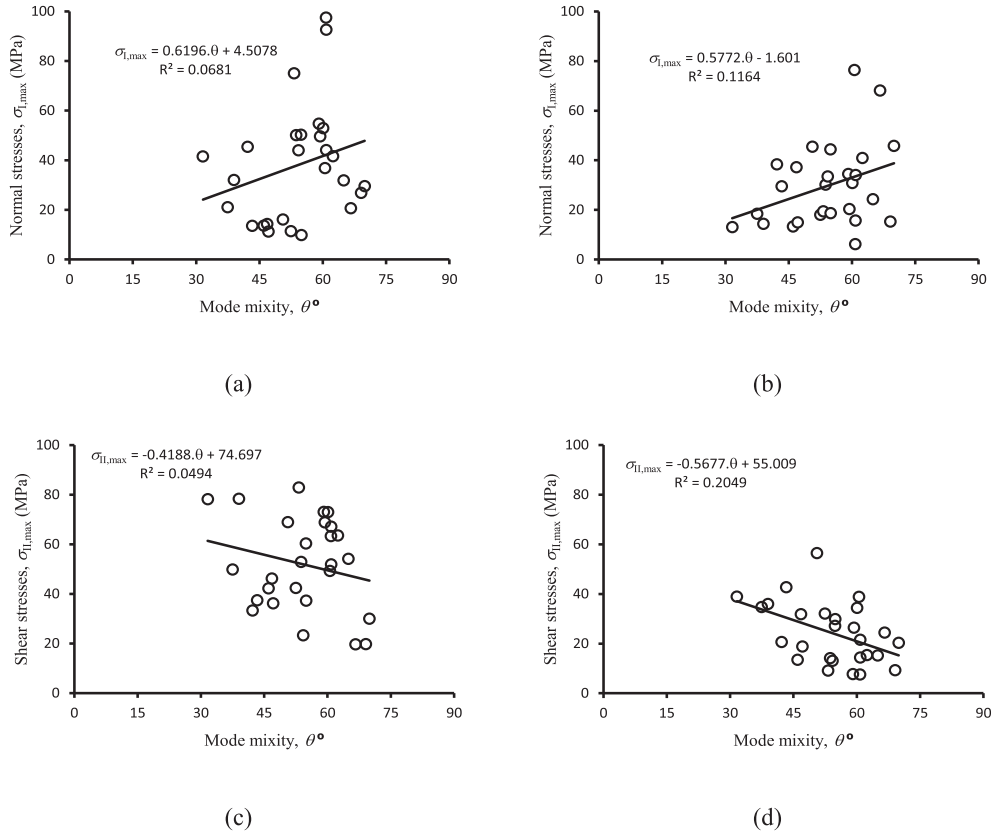 Normal stresses, σI,max (MPa)
100
80
60
40
20
0
σI,max = 0.6196.θ + 4.5078
R² = 0.0681
0 30 45 60 75 90
Mode mixity, θ°
(a)
Normal stresses, σI,max (MPa)
100
80
60
40
20
0
σI,max = 0.5772.θ - 1.601
R² = 0.1164
0 30 45 60 75 90
Mode mixity, θ°
(b)
Shear stresses, σII,max (MPa)
100
80
60
40
20
0
σII,max = -0.4188.θ + 74.697
R² = 0.0494
0 30 45 60 75 90
Mode mixity, θ°
(c)
Shear stresses, σII,max (MPa)
100
80
60
40
20
0
σII,max = -0.5677.θ + 55.009
R² = 0.2049
0 30 45 60 75 90
Mode mixity, θ°
(d)